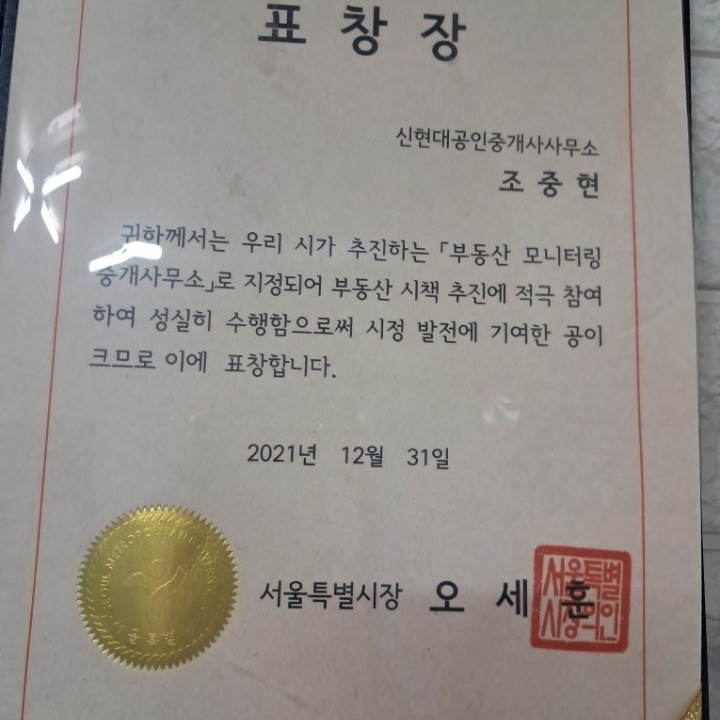 표 창 장
신현대공인중개사사무소
조 중 현
귀하께서는 우리 시가 추진하는 「부동산 모니터링
중개사무소」로 지정되어 부동산 시책 추진에 적극 참여
하여 성실히 수행함으로써 시정 발전에 기여한 공이
크므로 이에 표창합니다.
2021년 12월 31일
서울특별시장 오 세 훈
서울특별
시장의인
SEOUL METROPOLITAN